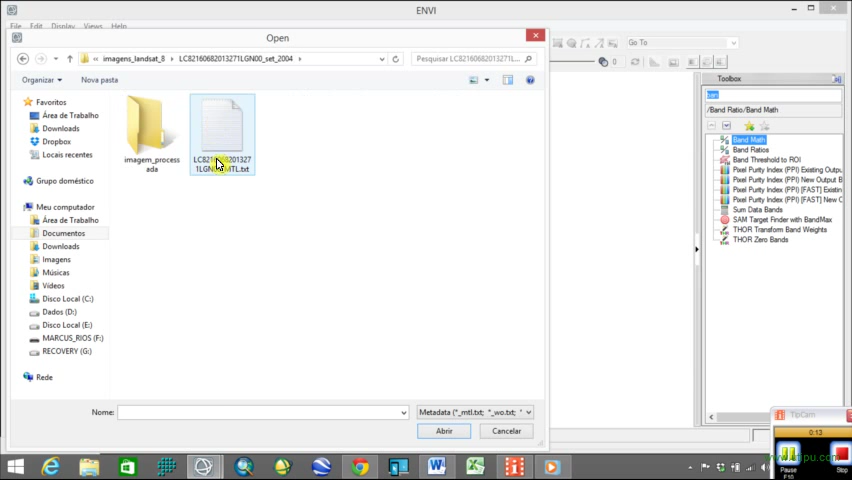 ENVI
File Edit Display Views Help
Open
imagens_landsat_8 LC82160682013271LGN00_set_2004
Pesquisar LC82160682013271L...
Go To
0
Organizar Nova pasta
Toolbox
ban
/Band Ratio/Band Math
Favoritos
Área de Trabalho
Downloads
Dropbox
Locais recentes
Grupo doméstico
Meu computador
Área de Trabalho
Documentos
Downloads
Imagens
Músicas
Vídeos
Disco Local (C:)
Dados (D:)
Disco Local (E:)
MARCUS_RIOS (F:)
RECOVERY (G:)
Rede
imagem_process
ada
Band Math
Band Ratios
Band Threshold to ROI
Pixel Purity Index (PPI) Existing Outpu
Pixel Purity Index (PPI) New Output B
Pixel Purity Index (PPI) [FAST] Existin
Pixel Purity Index (PPI) [FAST] New C
Sum Data Bands
SAM Target Finder with BandMax
THOR Transform Band Weights
THOR Zero Bands
Nome:
Metadata (*_mtl.txt; *_wo.txt; *
Abrir Cancelar
TipCam
0:13
Pause
F10
Stop